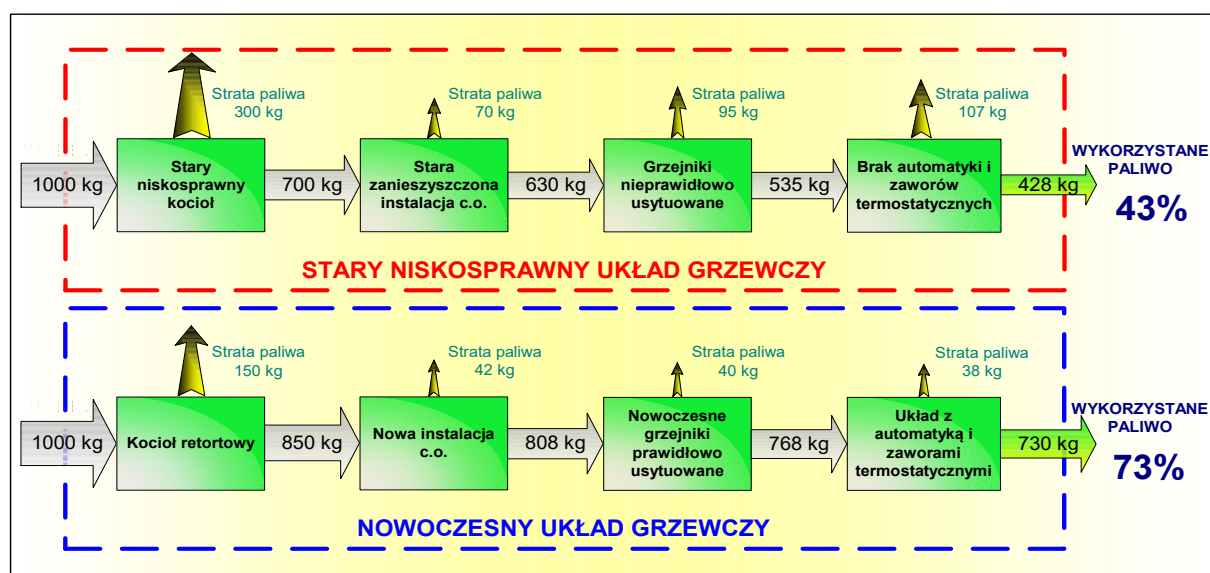 Strata paliwa
300 kg
Strata paliwa
70 kg
Strata paliwa
95 kg
Strata paliwa
107 kg
1000 kg
Stary
niskosprawny
kocioł
700 kg
Stara
zanieszyszczona
instalacja c.o.
630 kg
Grzejniki
nieprawidłowo
usytuowane
535 kg
Brak automatyki i
zaworów
termostatycznych
428 kg
WYKORZYSTANE
PALIWO
43%
STARY NISKOSPRAWNY UKŁAD GRZEWCZY
Strata paliwa
150 kg
Strata paliwa
42 kg
Strata paliwa
40 kg
Strata paliwa
38 kg
1000 kg
Kocioł retortowy
850 kg
Nowa instalacja
c.o.
808 kg
Nowoczesne
grzejniki
prawidłowo
usytuowane
768 kg
Układ z
automatyką i
zaworami
termostatycznymi
730 kg
WYKORZYSTANE
PALIWO
73%
NOWOCZESNY UKŁAD GRZEWCZY